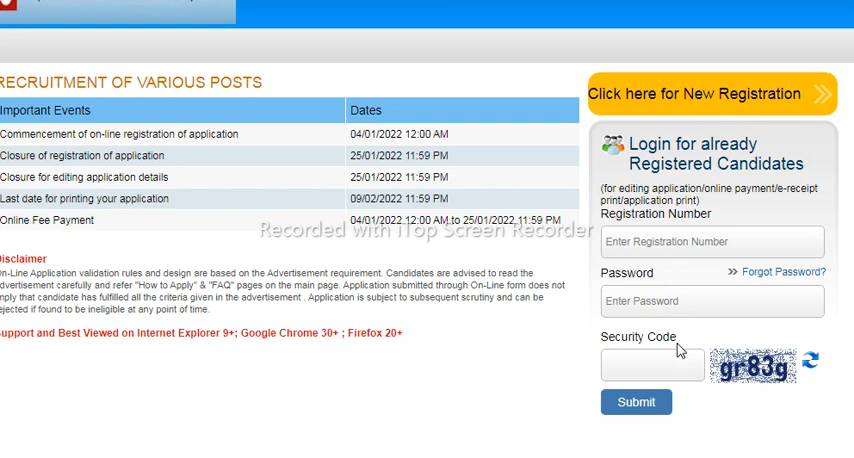 RECRUITMENT OF VARIOUS POSTS
Important Events Dates
Commencement of on-line registration of application 04/01/2022 12:00 AM
Closure of registration of application 25/01/2022 11:59 PM
Closure for editing application details 25/01/2022 11:59 PM
Last date for printing your application 09/02/2022 11:59 PM
Online Fee Payment 04/01/2022 12:00 AM to 25/01/2022 11:59 PM
Recorded with iTop Screen Recorder
Disclaimer
On-Line Application validation rules and design are based on the Advertisement requirement. Candidates are advised to read the
advertisement carefully and refer "How to Apply" & "FAQ" pages on the main page. Application submitted through On-Line form does not
imply that candidate has fulfilled all the criteria given in the advertisement . Application is subject to subsequent scrutiny and can be
rejected if found to be ineligible at any point of time.
Support and Best Viewed on Internet Explorer 9+; Google Chrome 30+ ; Firefox 20+
Click here for New Registration
Login for already
Registered Candidates
(for editing application/online payment/e-receipt
print/application print)
Registration Number
Enter Registration Number
Password >> Forgot Password?
Enter Password
Security Code
gr83g
Submit